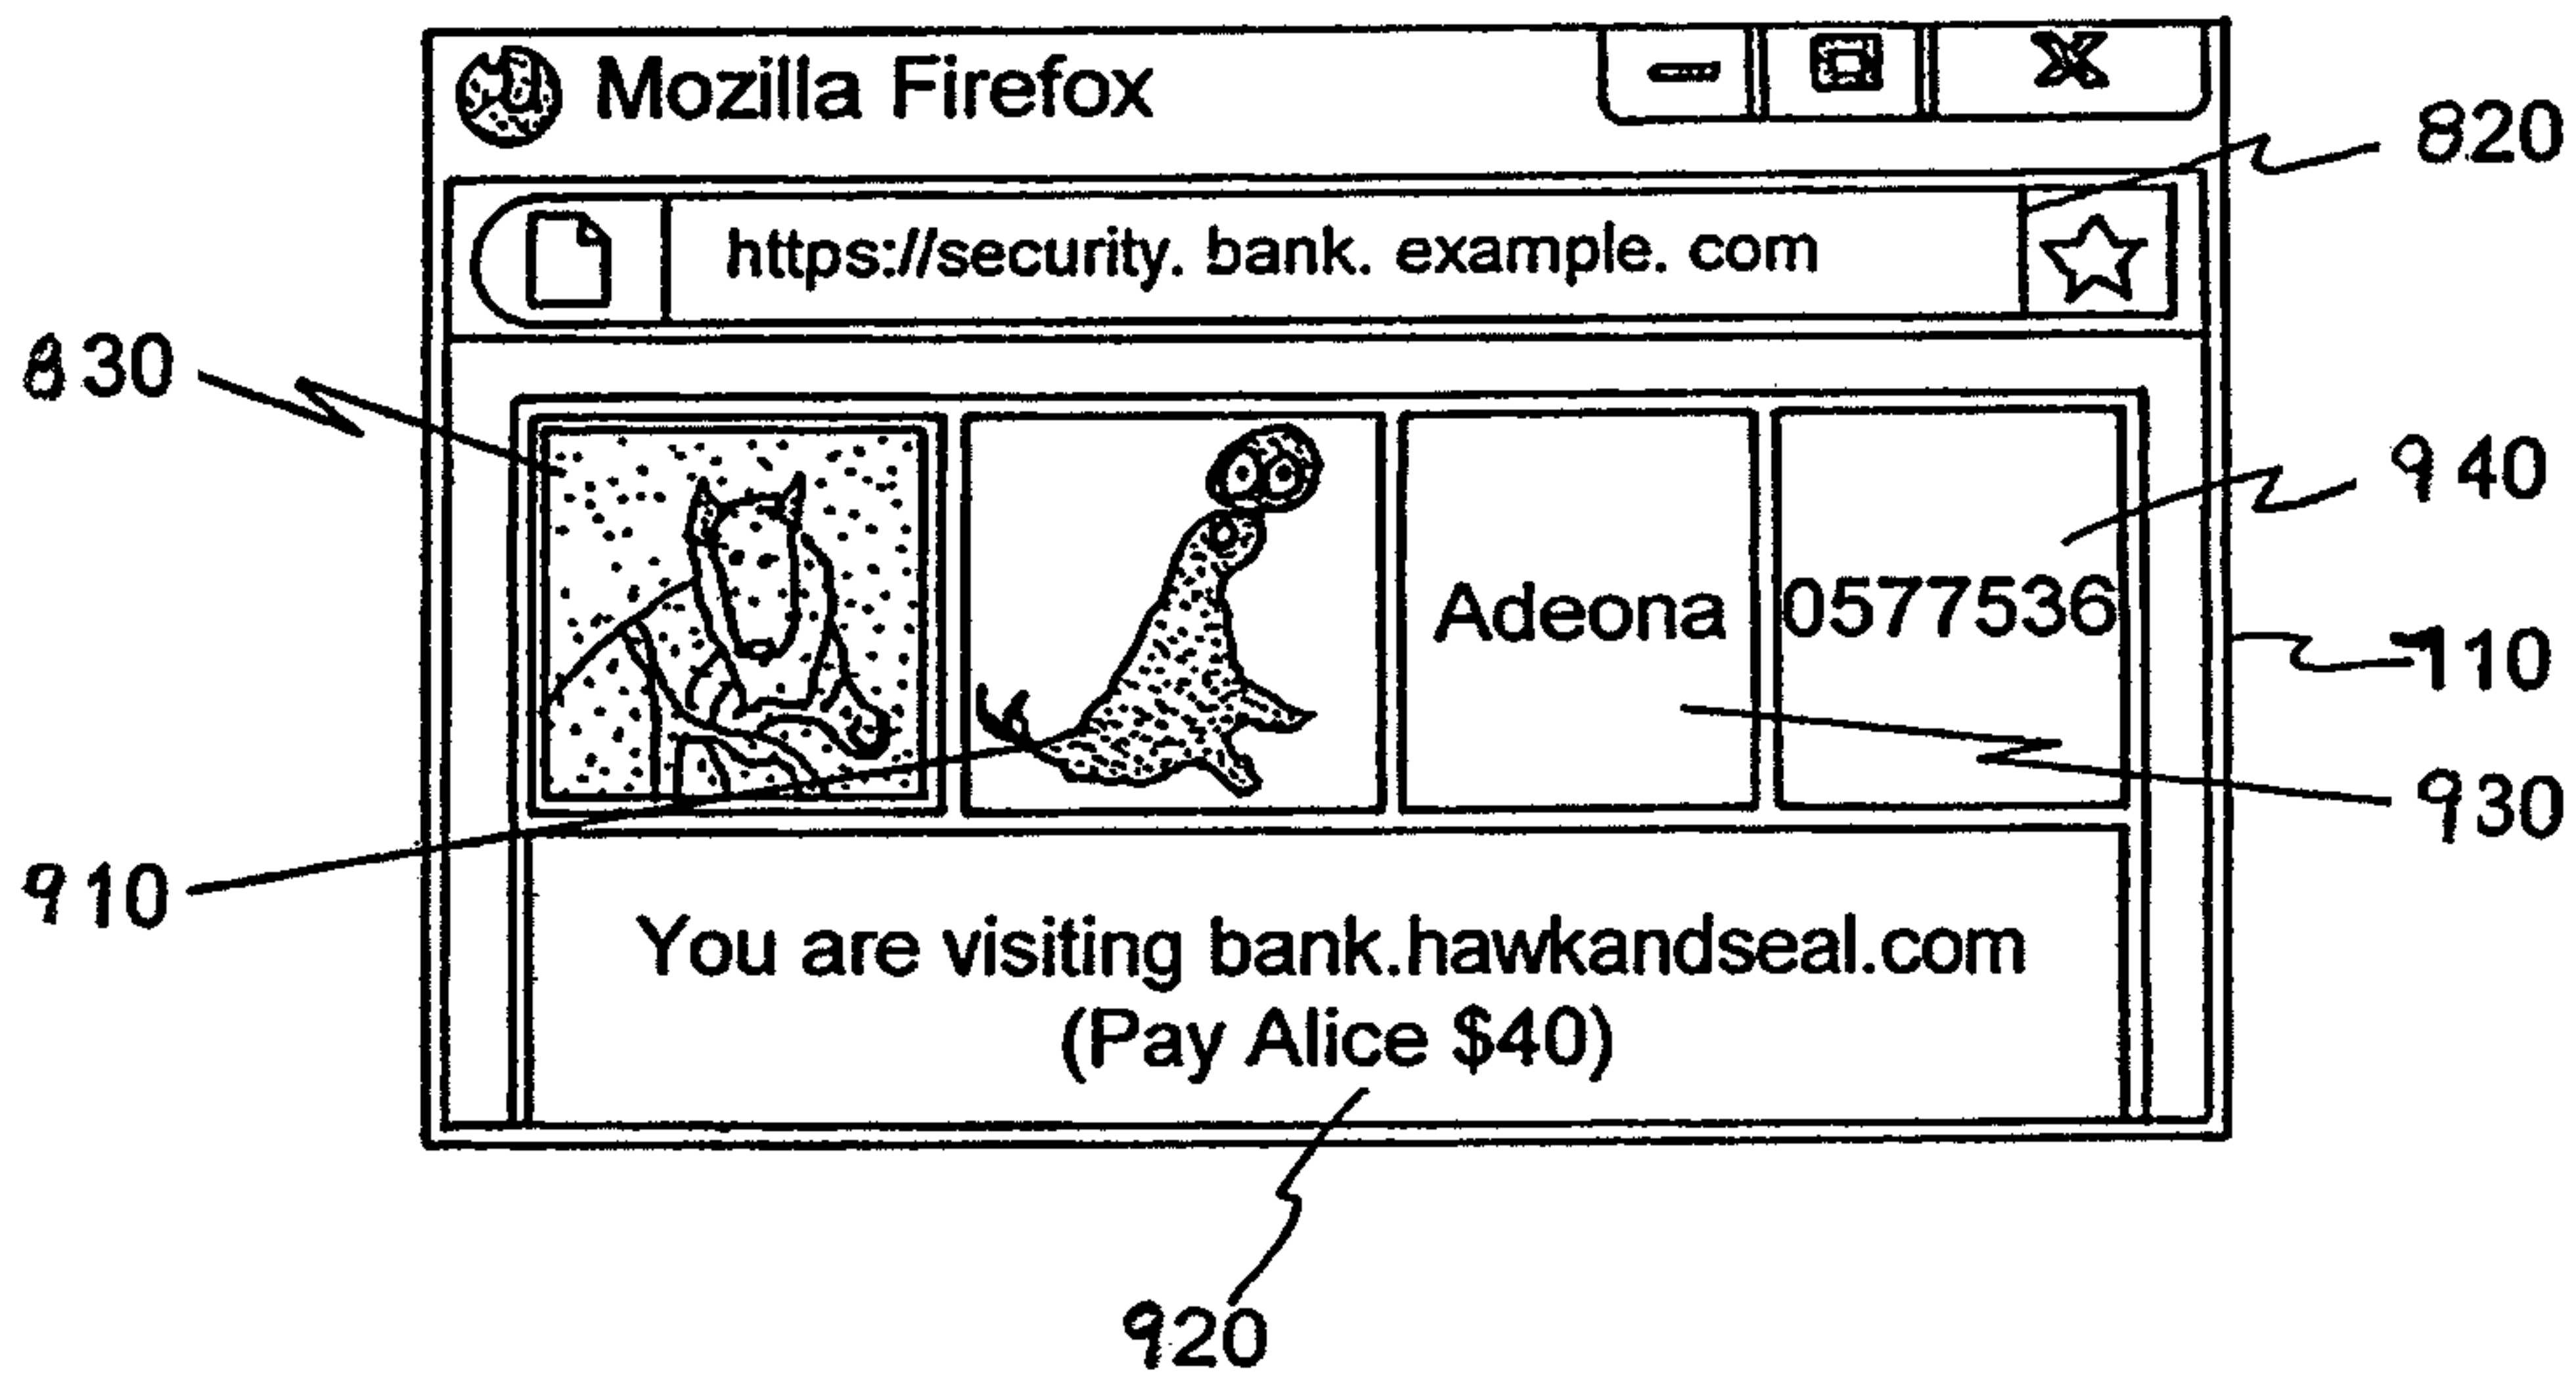 Mozilla Firefox
820
https://security. bank. example. com
830
940
Adeona
0577536
710
930
910
You are visiting bank.hawkandseal.com
(Pay Alice $40)
920